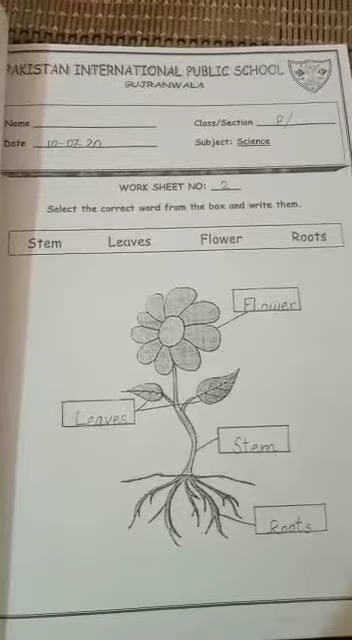 PAKISTAN INTERNATIONAL PUBLIC SCHOOL
GUJRANWALA
Name
Class/Section P/
Date 10-07-20
Subject: Science
WORK SHEET NO: 2
Select the correct word from the box and write them.
Stem Leaves Flower Roots
Flower
Leaves
Stem
Roots